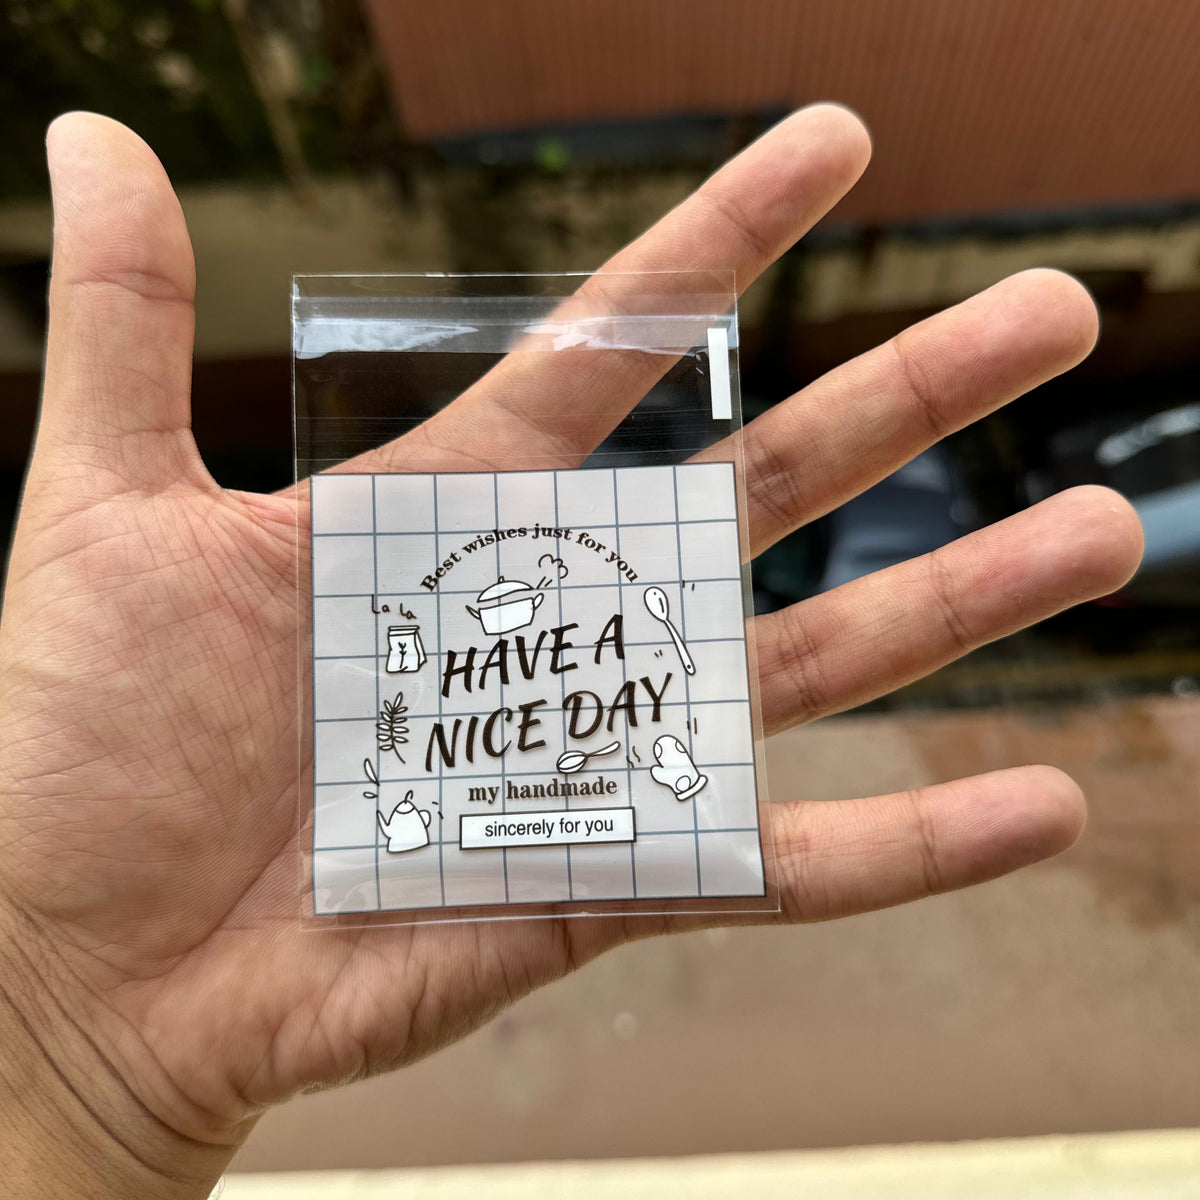 Best wishes just for you
La La
HAVE A
NICE DAY
my handmade
sincerely for you